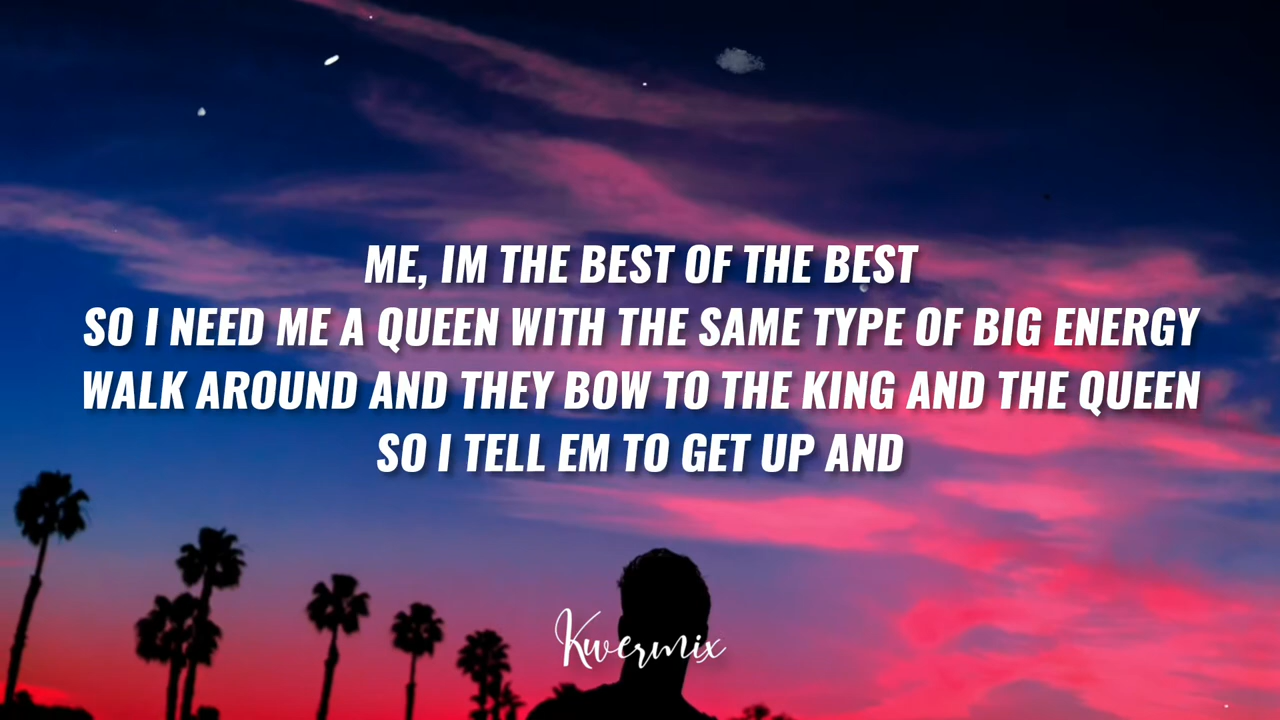 ME, IM THE BEST OF THE BEST
SO I NEED ME A QUEEN WITH THE SAME TYPE OF BIG ENERGY
WALK AROUND AND THEY BOW TO THE KING AND THE QUEEN
SO I TELL EM TO GET UP AND
Kwermix